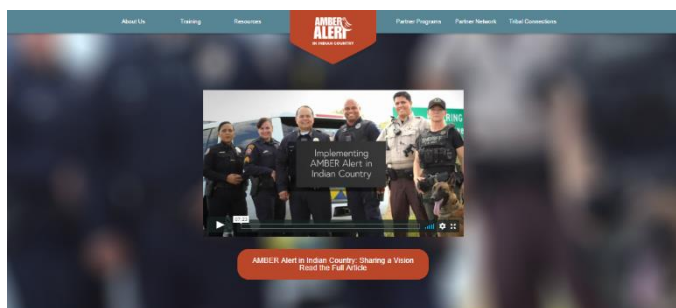 About Us Training Resources
AMBER
ALERT
IN INDIAN COUNTRY
Partner Programs Partner Network Tribal Connections
RING
Implementing
AMBER Alert in
Indian Country
AMBER Alert in Indian Country: Sharing a Vision
Read the Full Article